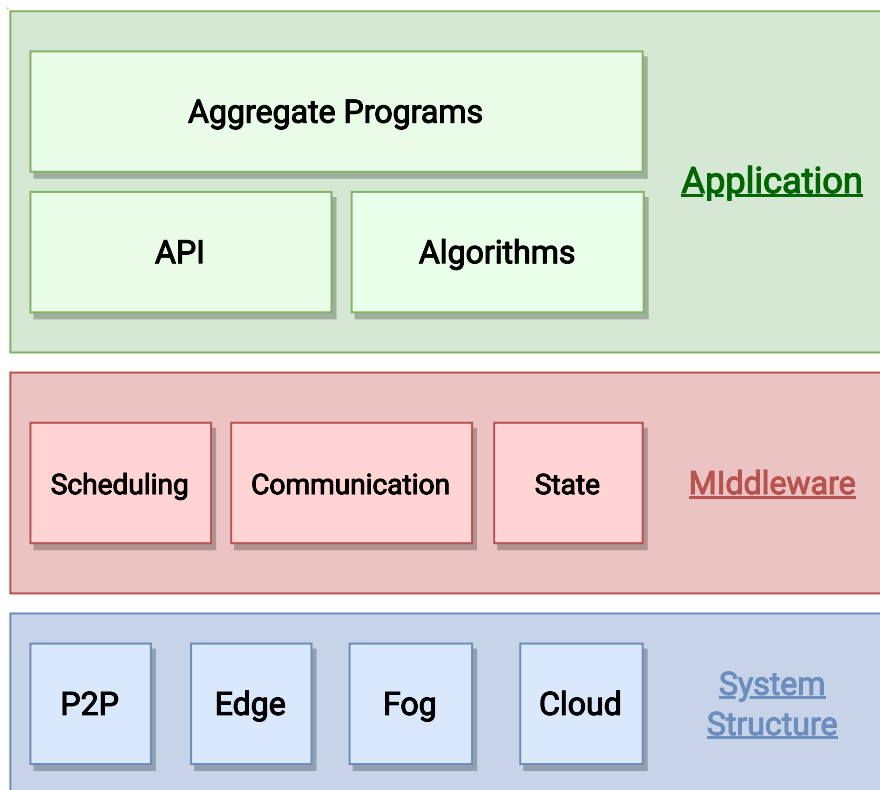 Aggregate Programs
API
Algorithms
Application
Scheduling
Communication
State
MIddleware
P2P
Edge
Fog
Cloud
System
Structure